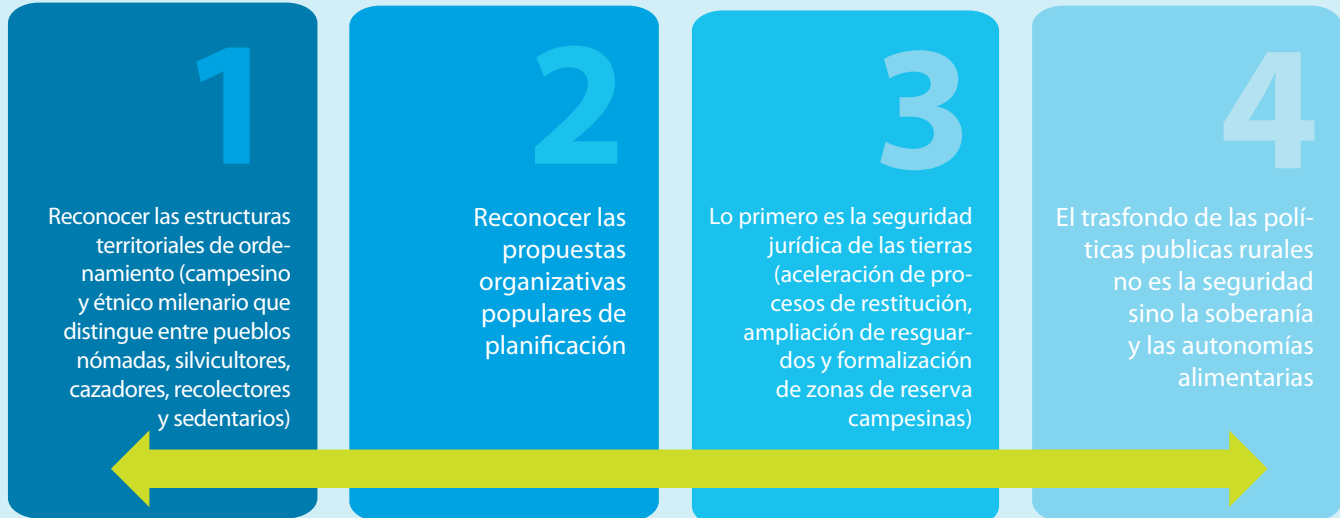 1
Reconocer las estructuras
territoriales de orde-
namiento (campesino
y étnico milenario que
distingue entre pueblos
nómadas, silvicultores,
cazadores, recolectores
y sedentarios)
2
Reconocer las
propuestas
organizativas
populares de
planificación
3
Lo primero es la seguridad
jurídica de las tierras
(aceleración de pro-
cesos de restitución,
ampliación de resguar-
dos y formalización
de zonas de reserva
campesinas)
4
El trasfondo de las polí-
ticas publicas rurales
no es la seguridad
sino la soberanía
y las autonomías
alimentarias